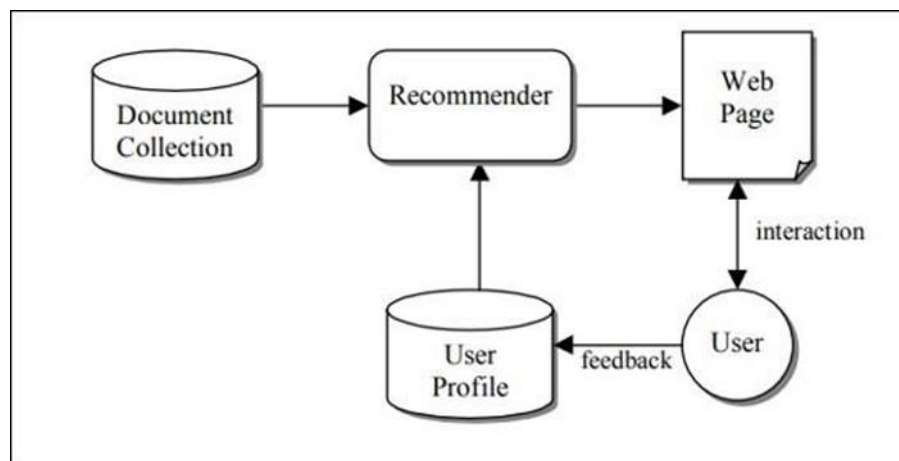 Document
Collection
Recommender
Web
Page
interaction
User
Profile
feedback
User